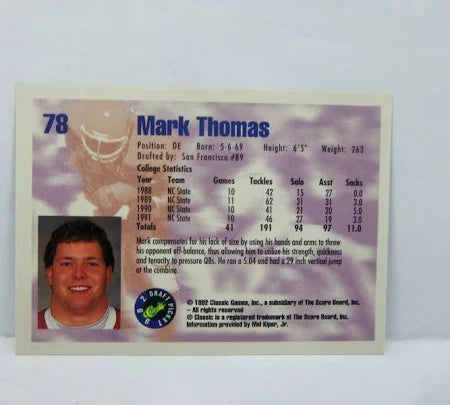 78 Mark Thomas
Position: DE Born: 5-6-69 Height: 6'5" Weight: 263
Drafted by: San Francisco #89
College Statistics
Year Team Games Tackles Solo Asst Sacks
1988 NC State 10 42 15 27 0.0
1989 NC State 11 62 31 31 3.0
1990 NC State 10 41 21 20 5.0
1991 NC State 10 46 27 19 3.0
Totals 41 191 94 97 11.0
Mark compensates for his lack of size by using his hands and arms to throw
his opponent off-balance, thus allowing him to utilize his strength, quickness
and tenacity to pressure QBs. He ran a 5.04 and had a 29 inch vertical jump
at the combine.
9 2 DRAFT PICKS
Classic
© 1992 Classic Games, Inc., a subsidiary of The Score Board, Inc.
– All rights reserved
® Classic is a registered trademark of The Score Board, Inc.
Information provided by Mel Kiper, Jr.